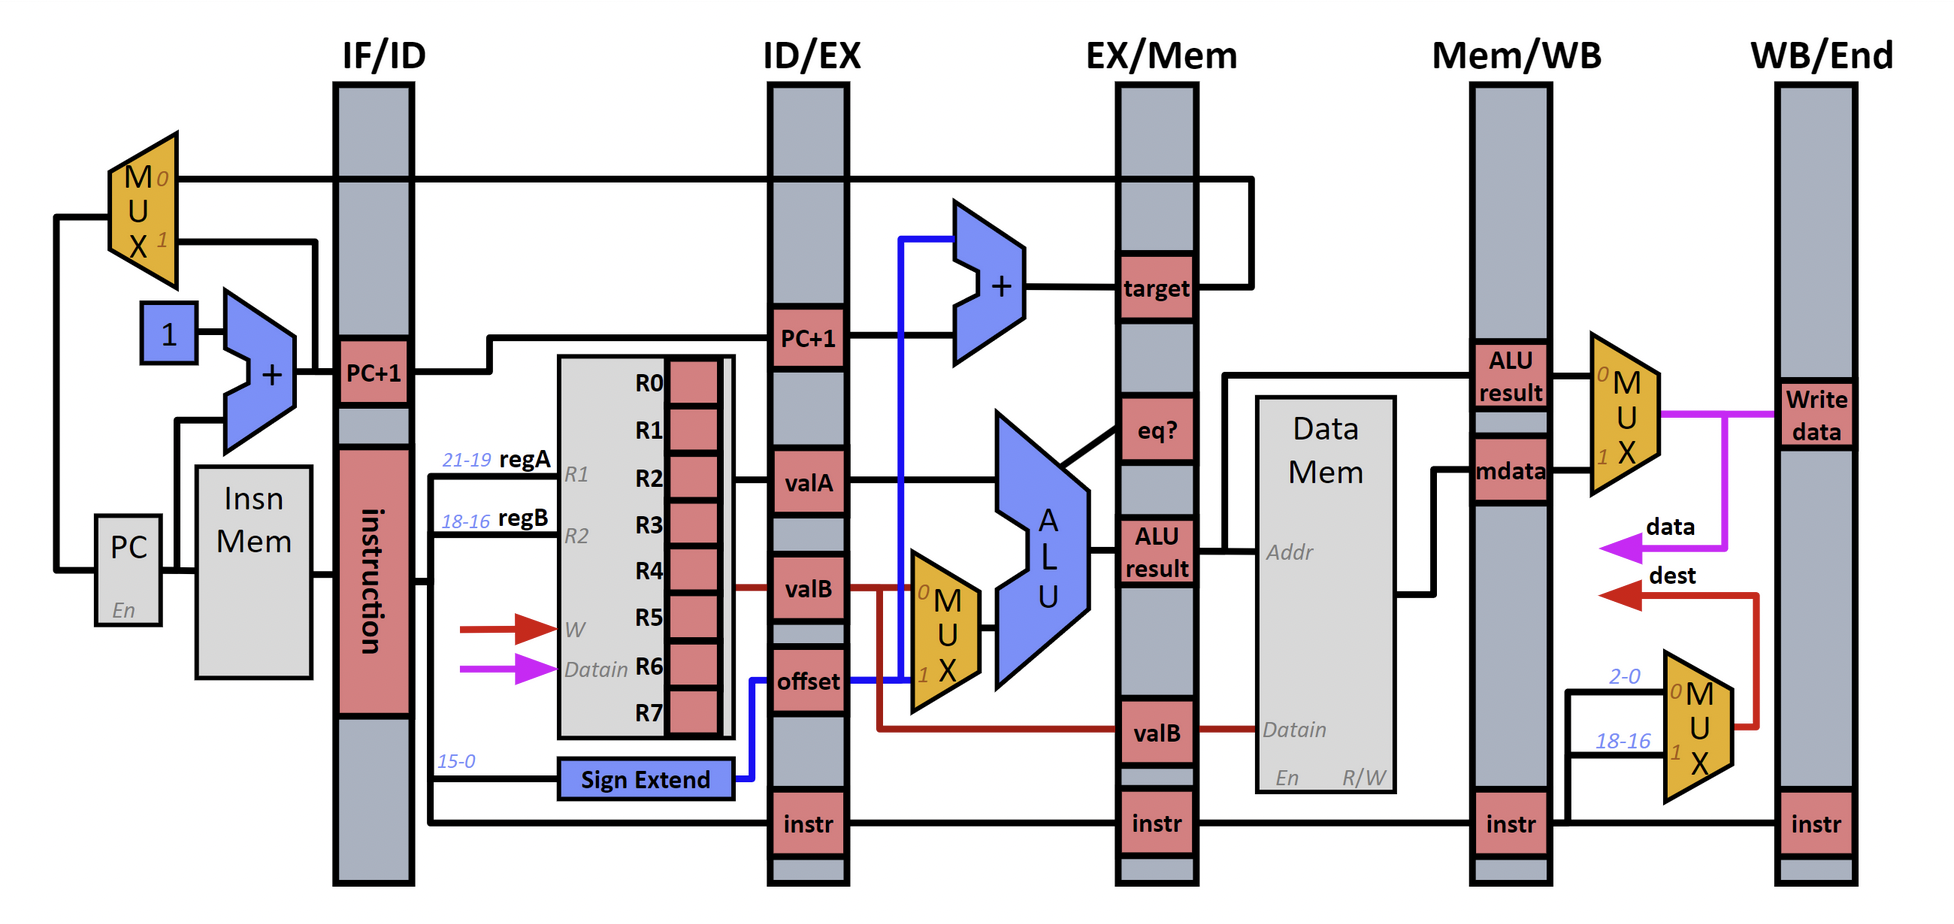 IF/ID
ID/EX
EX/Mem
Mem/WB
WB/End
M
U
X
0
1
1
+
PC
En
Insn
Mem
PC+1
instruction
21-19 regA
18-16 regB
15-0
R1
R2
W
Datain
R0
R1
R2
R3
R4
R5
R6
R7
Sign Extend
PC+1
valA
valB
offset
instr
+
0
1
M
U
X
A
L
U
target
eq?
ALU
result
valB
instr
Data
Mem
Addr
Datain
En
R/W
ALU
result
mdata
instr
0
1
M
U
X
data
dest
2-0
18-16
0
1
M
U
X
Write
data
instr